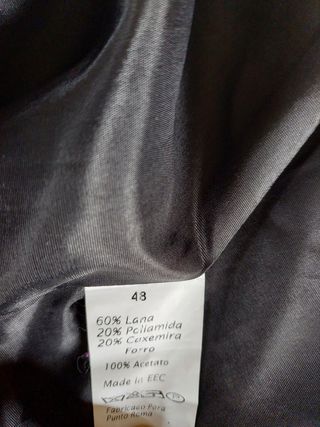 48
60% Lana
20% Poliamida
20% Caxemira
Forro
100% Acetato
Made in EEC
Fabricado Para
Punto Roma